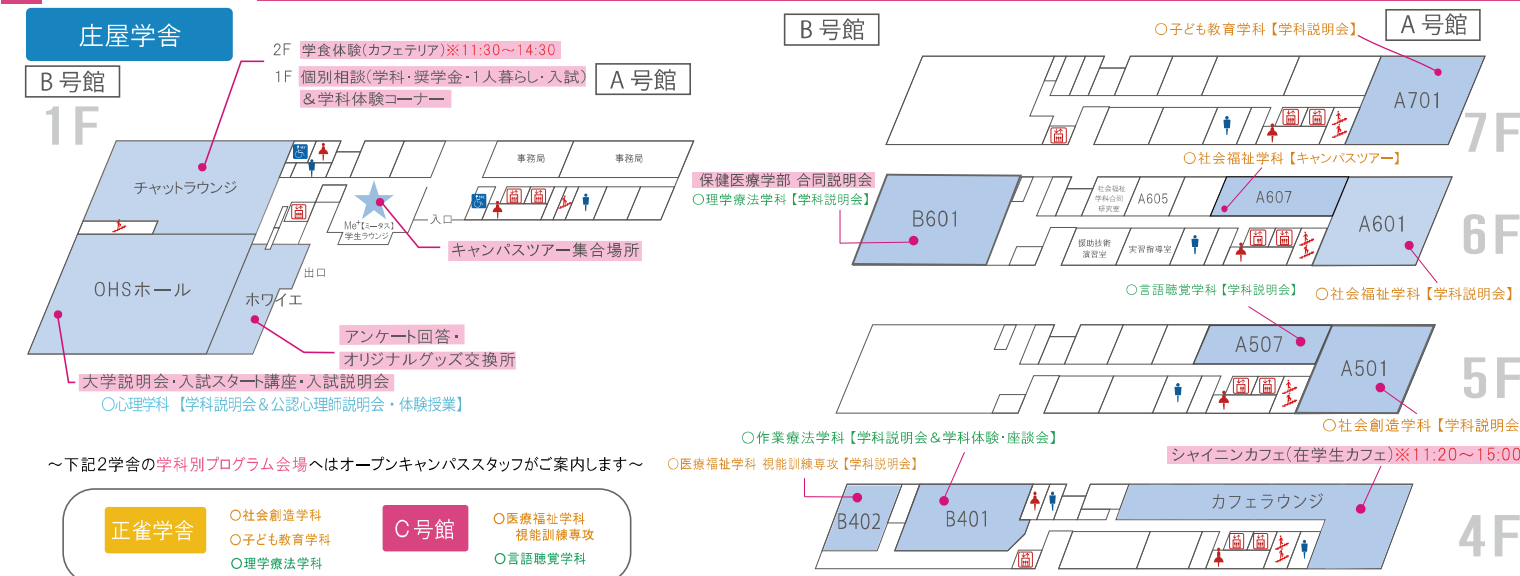 庄屋学舎
B号館
1F
2F 学食体験(カフェテリア)※11:30～14:30
1F 個別相談(学科・奨学金・1人暮らし・入試)
&学科体験コーナー
A号館
チャットラウンジ
事務局
事務局
Me⁺【ミータス】
学生ラウンジ
入口
キャンパスツアー集合場所
OHSホール
出口
ホワイエ
アンケート回答・
オリジナルグッズ交換所
大学説明会・入試スタート講座・入試説明会
○心理学科 【学科説明会&公認心理師説明会・体験授業】
～下記2学舎の学科別プログラム会場へはオープンキャンパススタッフがご案内します～
正雀学舎
○社会創造学科
○子ども教育学科
○理学療法学科
C号館
○医療福祉学科
視能訓練専攻
○言語聴覚学科
B号館
A号館
○子ども教育学科【学科説明会】
A701
7F
○社会福祉学科【キャンパスツアー】
保健医療学部 合同説明会
○理学療法学科【学科説明会】
B601
社会福祉
学科合同
研究室
A605
A607
A601
6F
援助技術
演習室
実習指導室
○言語聴覚学科【学科説明会】
○社会福祉学科【学科説明会】
A507
A501
5F
○社会創造学科【学科説明会
○作業療法学科【学科説明会&学科体験・座談会】
○医療福祉学科 視能訓練専攻【学科説明会】
シャイニンカフェ(在学生カフェ)※11:20～15:00
B402
B401
カフェラウンジ
4F